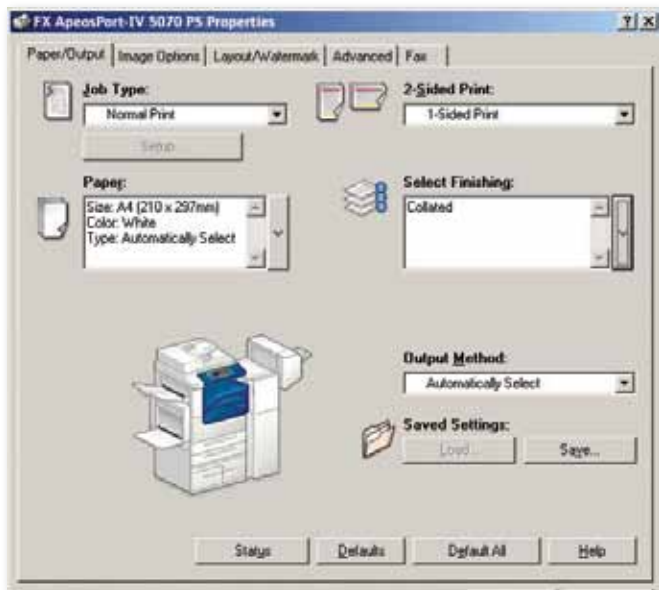 FX ApeosPort-IV 5070 PS Properties
Paper/Output Image Options Layout/Watermark Advanced Fax
Job Type:
Normal Print
Setup...
2-Sided Print:
1-Sided Print
Paper:
Size: A4 (210 x 297mm)
Color: White
Type: Automatically Select
Select Finishing:
Collated
Output Method:
Automatically Select
Saved Settings:
Load... Save...
Status Defaults Default All Help